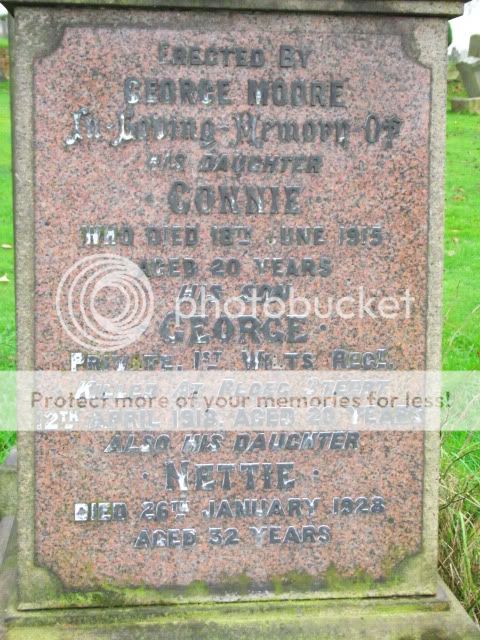 ERECTED BY
GEORGE MOORE
In Loving Memory Of
HIS DAUGHTER
CONNIE
WHO DIED 18TH JUNE 1915
AGED 20 YEARS
HIS SON
photobucket
GEORGE
PRIVATE. 1ST WILTS REGT.
KILLED AT PLOEG STEERT
Protect more of your memories for less!
12TH APRIL 1918. AGED 20 YEARS
ALSO HIS DAUGHTER
NETTIE
DIED 26TH JANUARY 1928
AGED 32 YEARS